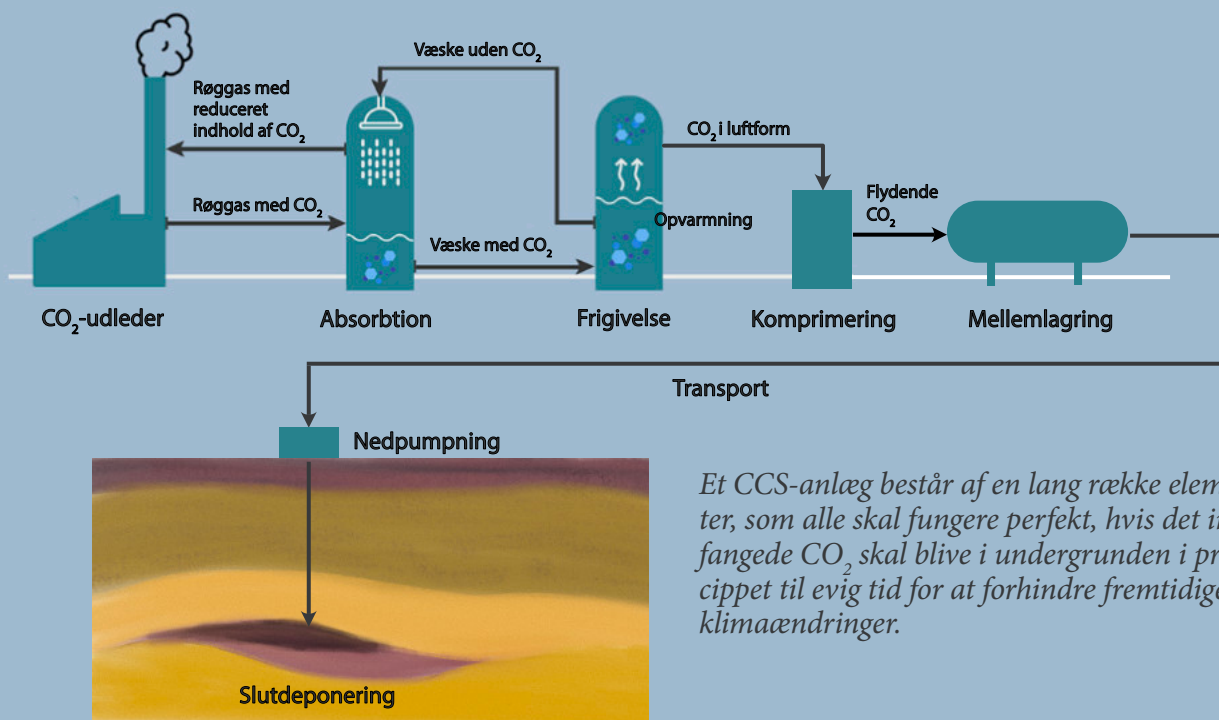 Væske uden CO₂
Røggas med
reduceret
indhold af CO₂
CO₂ i luftform
Flydende
CO₂
Røggas med CO₂
Opvarmning
Væske med CO₂
CO₂-udleder
Absorbtion
Frigivelse
Komprimering
Mellemlagring
Transport
Nedpumpning
Et CCS-anlæg består af en lang række elem
ter, som alle skal fungere perfekt, hvis det in
fangede CO₂ skal blive i undergrunden i pr
cippet til evig tid for at forhindre fremtidige
klimaændringer.
Slutdeponering